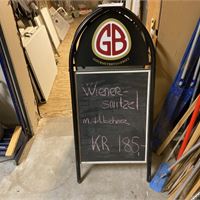 GB
Wiener-
snitzel
m. tilbehør
KR 185,-